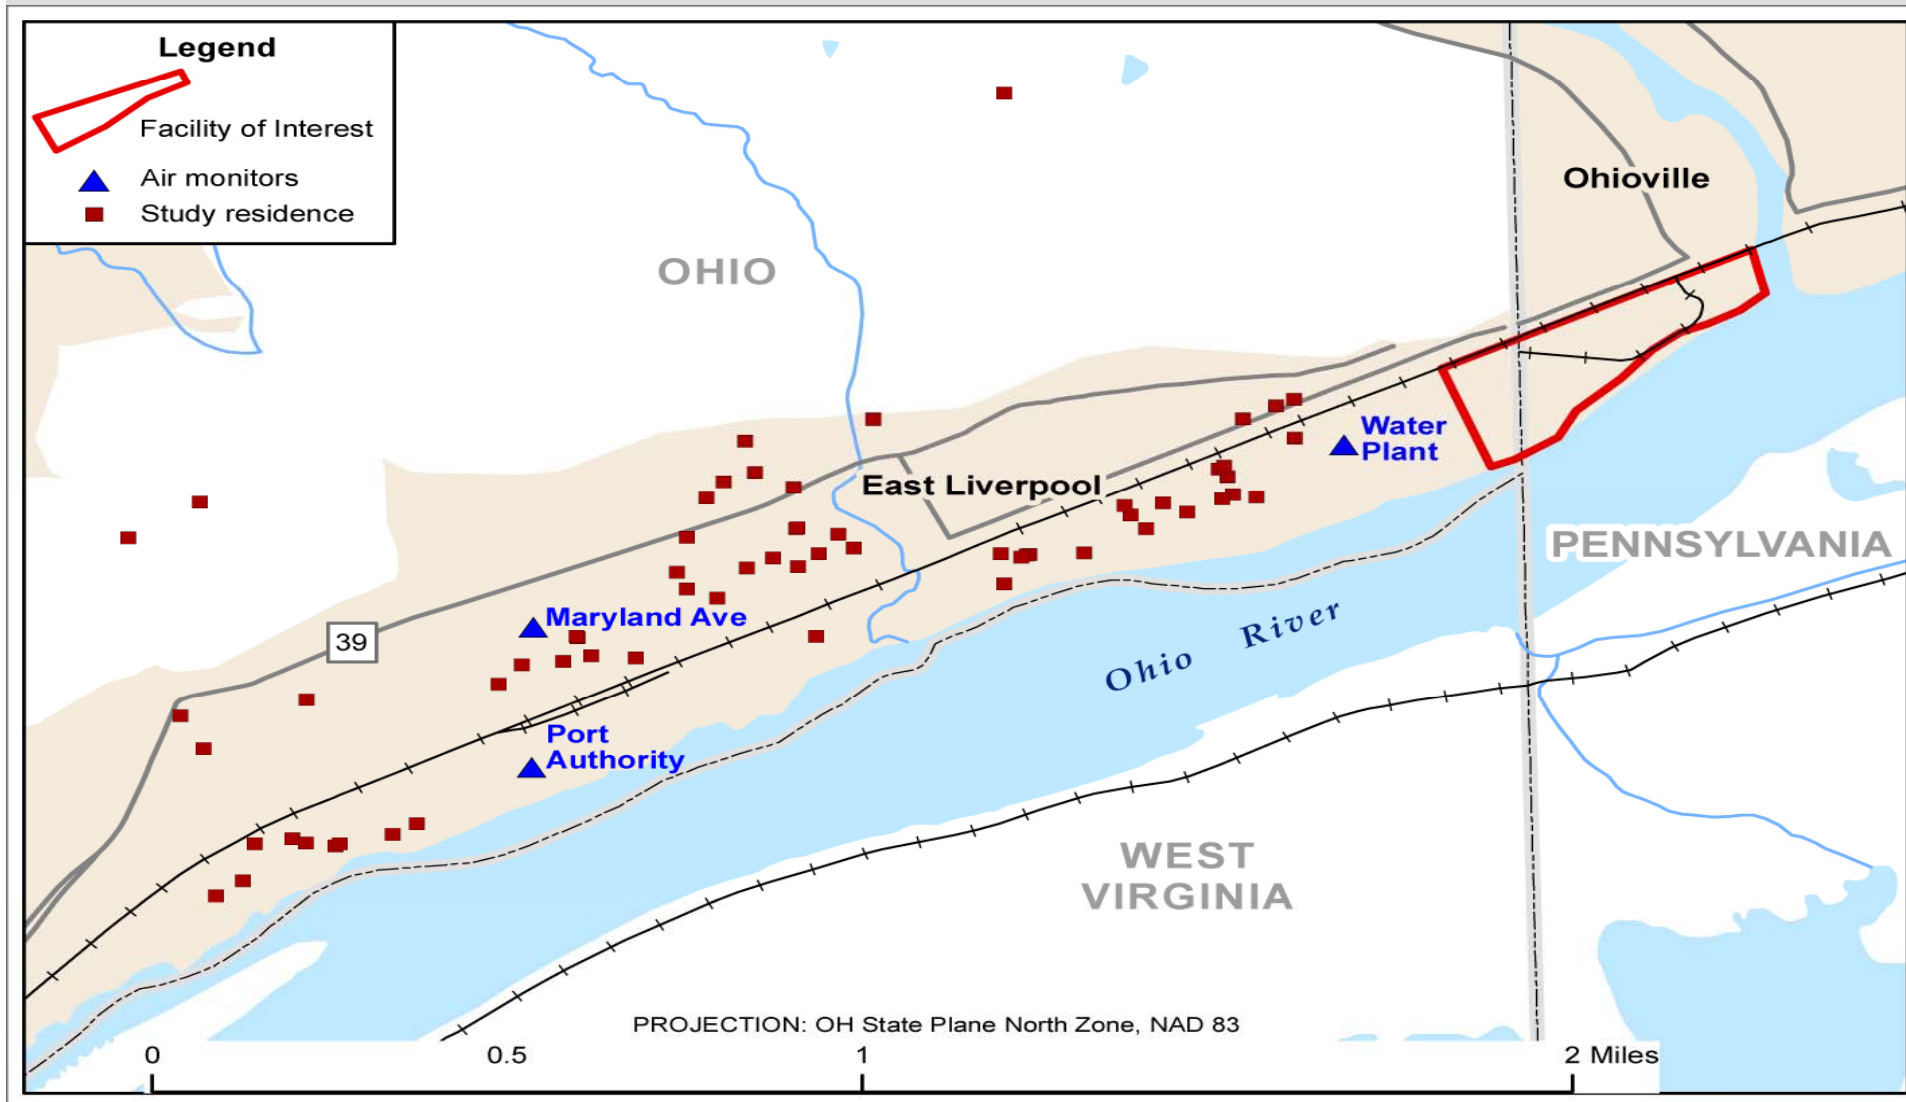 Legend
Facility of Interest
Air monitors
Study residence
Ohioville
OHIO
Water
Plant
East Liverpool
PENNSYLVANIA
Maryland Ave
39
Ohio River
Port
Authority
WEST
VIRGINIA
PROJECTION: OH State Plane North Zone, NAD 83
0 0.5 1 2 Miles